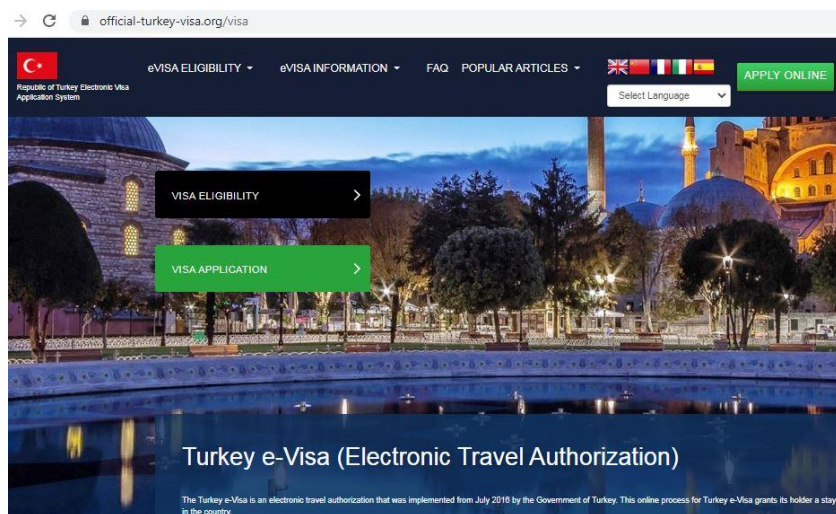 official-turkey-visa.org/visa
Republic of Turkey Electronic Visa
Application System
eVISA ELIGIBILITY
eVISA INFORMATION
FAQ
POPULAR ARTICLES
Select Language
APPLY ONLINE
VISA ELIGIBILITY
VISA APPLICATION
Turkey e-Visa (Electronic Travel Authorization)
The Turkey e-Visa is an electronic travel authorization that was implemented from July 2016 by the Government of Turkey. This online process for Turkey e-Visa grants its holder a stay
in the country.